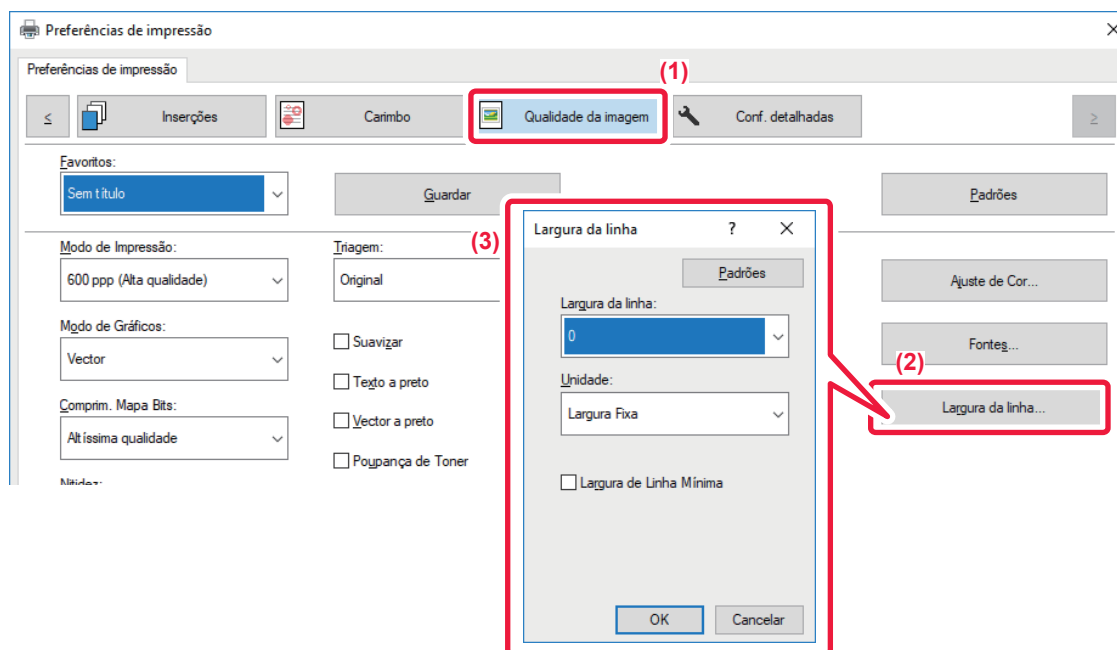 Preferências de impressão
Preferências de impressão
(1)
< Inserções Carimbo Qualidade da imagem Conf. detalhadas >
Favoritos:
Sem título Guardar Padrões
Modo de Impressão: Triagem:
600 ppp (Alta qualidade) Original Ajuste de Cor...
Modo de Gráficos:
Vector Suavizar Fontes...
Texto a preto
(2)
Comprim. Mapa Bits: Vector a preto Largura da linha...
Altíssima qualidade
Poupança de Toner
Nitidez:
(3)
Largura da linha ?
Padrões
Largura da linha:
0
Unidade:
Largura Fixa
Largura de Linha Mínima
OK Cancelar